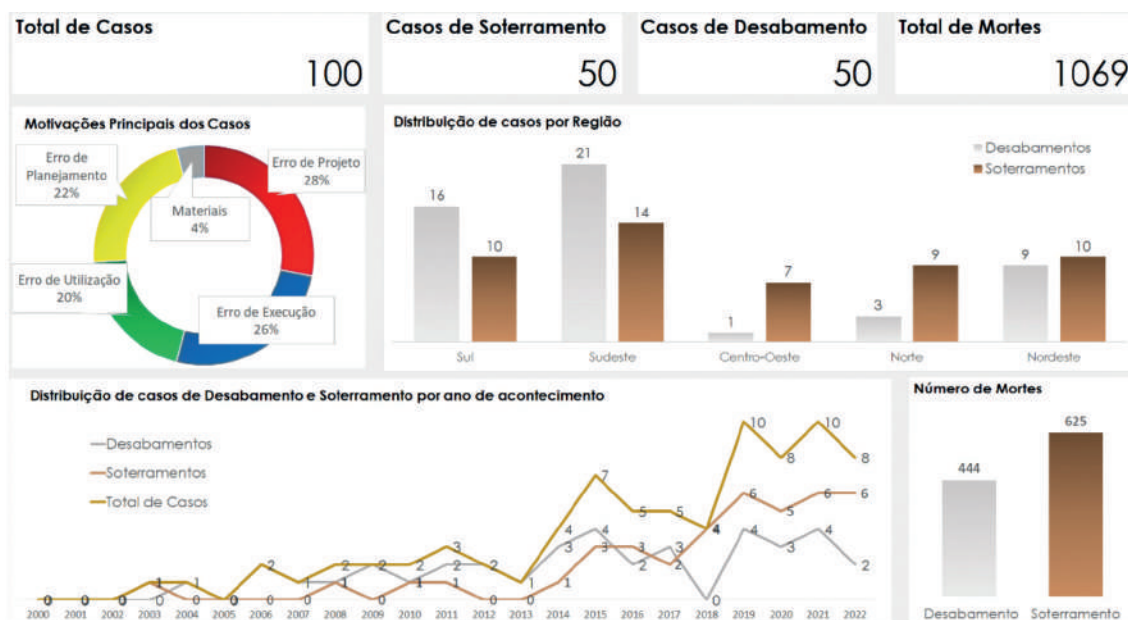 Total de Casos
100
Casos de Soterramento
50
Casos de Desabamento
50
Total de Mortes
1069
Motivações Principais dos Casos
Erro de
Planejamento
22%
Erro de Projeto
28%
Materiais
4%
Erro de Utilização
20%
Erro de Execução
26%
Distribuição de casos por Região
Desabamentos
Soterramentos
16
10
21
14
1
7
3
9
9
10
Sul Sudeste Centro-Oeste Norte Nordeste
Distribuição de casos de Desabamento e Soterramento por ano de acontecimento
Desabamentos
Soterramentos
Total de Casos
10 10
8 8
7
6 6 6
5 5 5
4 4 4 4 4
3 3 3 3 3 3
2 2 2 2 2 2 2 2 2
1 1 1 1 1 1
0 0 0 0 0 0 0 0 0 0 0 0
2000 2001 2002 2003 2004 2005 2006 2007 2008 2009 2010 2011 2012 2013 2014 2015 2016 2017 2018 2019 2020 2021 2022
Número de Mortes
625
444
Desabamento Soterramento